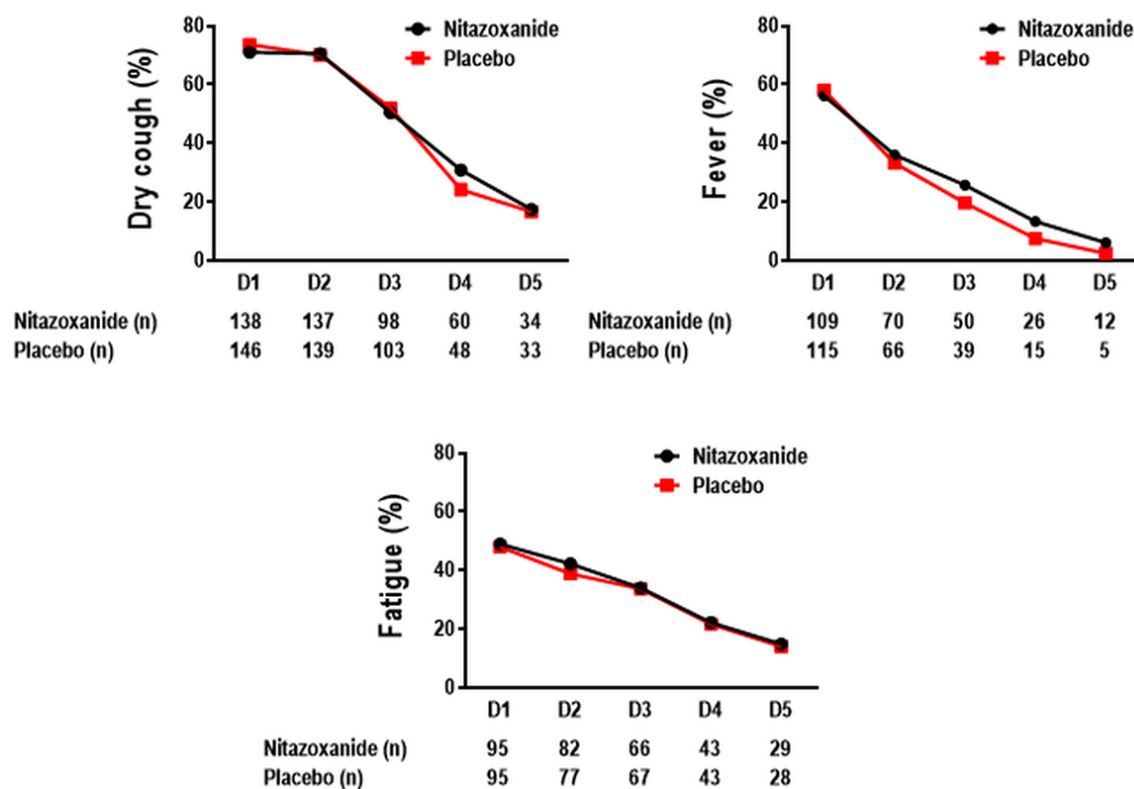 Dry cough (%)
80
60
40
20
0
Nitazoxanide
Placebo
D1 D2 D3 D4 D5
Nitazoxanide (n) 138 137 98 60 34
Placebo (n) 146 139 103 48 33
Fever (%)
80
60
40
20
0
Nitazoxanide
Placebo
D1 D2 D3 D4 D5
Nitazoxanide (n) 109 70 50 26 12
Placebo (n) 115 66 39 15 5
Fatigue (%)
80
60
40
20
0
Nitazoxanide
Placebo
D1 D2 D3 D4 D5
Nitazoxanide (n) 95 82 66 43 29
Placebo (n) 95 77 67 43 28